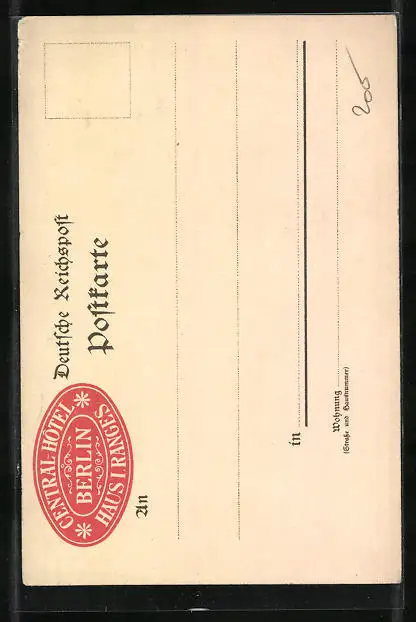 Deutsche Reichspost
Postkarte
CENTRAL-HOTEL
BERLIN
HAUS I. RANGES
An
in
Wohnung
(Straße und Hausnummer)
205